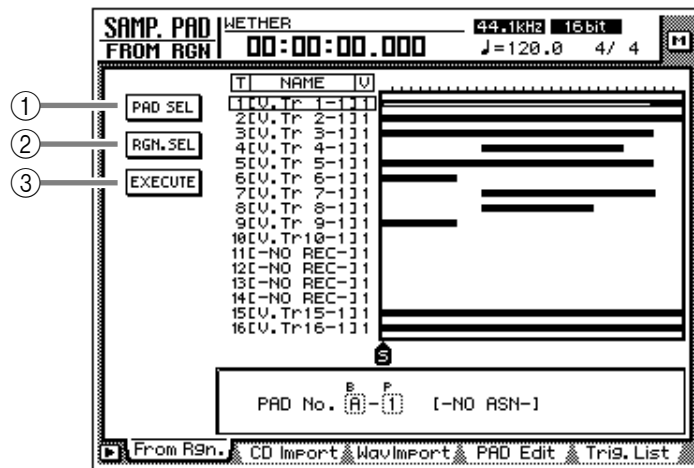 SAMP. PAD
FROM RGN
WETHER
00:00:00.000
44.1kHz 16bit
♩=120.0 4/ 4
M
T NAME V
① PAD SEL
② RGN.SEL
③ EXECUTE
1[V.Tr 1-1]1
2[V.Tr 2-1]1
3[V.Tr 3-1]1
4[V.Tr 4-1]1
5[V.Tr 5-1]1
6[V.Tr 6-1]1
7[V.Tr 7-1]1
8[V.Tr 8-1]1
9[V.Tr 9-1]1
10[V.Tr10-1]1
11[-NO REC-]1
12[-NO REC-]1
13[-NO REC-]1
14[-NO REC-]1
15[V.Tr15-1]1
16[V.Tr16-1]1
S
B P
PAD No. A-1 [-NO ASN-]
From Rgn. CD Import WavImport PAD Edit Trig.List